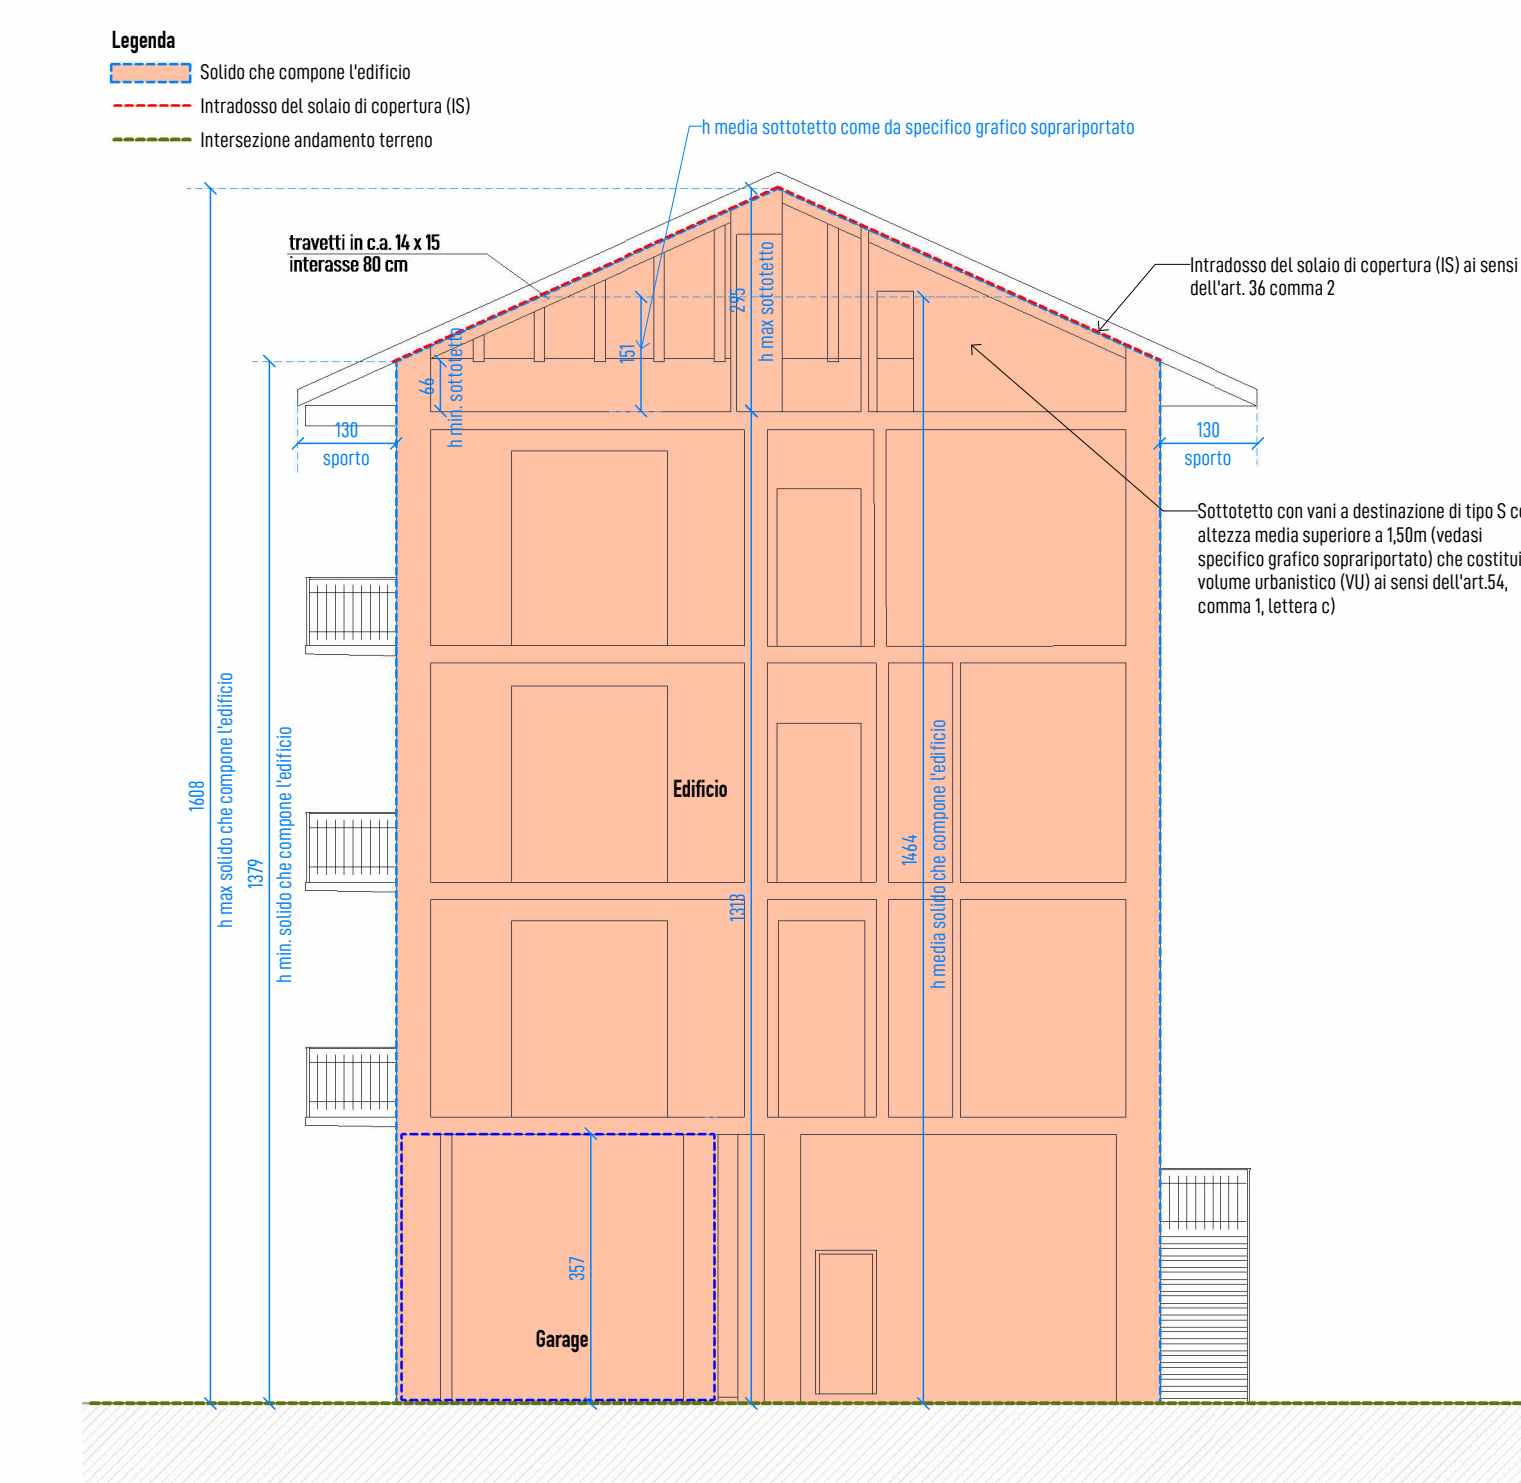 Legenda
Solido che compone l'edificio
Intradosso del solaio di copertura (IS)
Intersezione andamento terreno
h media sottotetto come da specifico grafico soprariportato
travetti in c.a. 14 x 15
interasse 80 cm
Intradosso del solaio di copertura (IS) ai sensi
dell'art. 36 comma 2
295
h max sottotetto
151
66
h min. sottotetto
130
sporto
130
sporto
Sottotetto con vani a destinazione di tipo S
altezza media superiore a 1,50m (vedasi
specifico grafico soprariportato) che
volume urbanistico (VU) ai sensi dell'art.54,
comma 1, lettera c)
1608
h max solido che compone l'edificio
1379
h min. solido che compone l'edificio
Edificio
1313
1464
h media solido che compone l'edificio
357
Garage